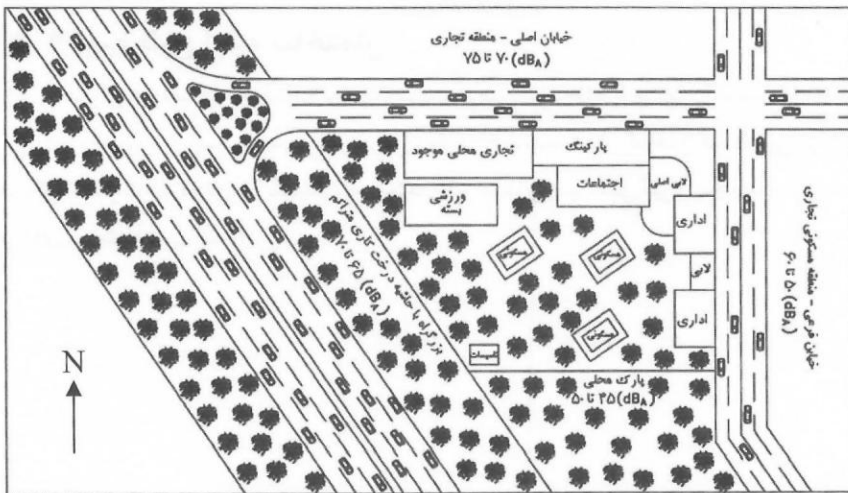 خیابان اصلی - منطقه تجاری
۷۰ تا ۷۵ (dBA)
تجاری محلی موجود
پارکینگ
لابی اصلی
اجتماعات
ورزشی
بسته
اداری
مسکونی
مسکونی
لابی
اداری
مسکونی
تاسیسات
بزرگراه با حاشیه درخت کاری متراکم
۶۵ تا ۷۰ (dBA)
خیابان فرعی - منطقه مسکونی تجاری
۵۰ تا ۶۰ (dBA)
پارک محلی
۴۵ تا ۵۰ (dBA)
N